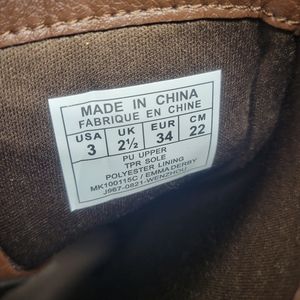 MADE IN CHINA
FABRIQUE EN CHINE
USA UK EUR CM
3 2½ 34 22
PU UPPER
TPR SOLE
POLYESTER LINING
MK100115C / EMMA DERBY
J967-0821-WENZHOU